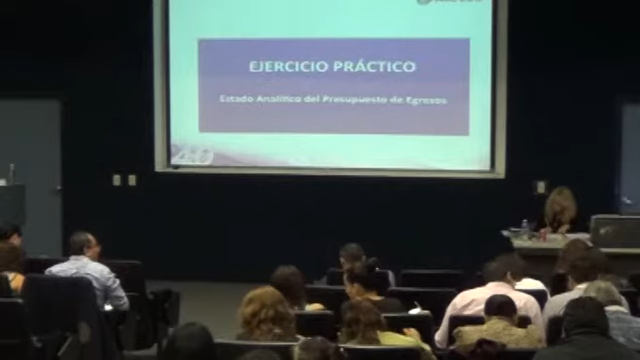 EJERCICIO PRÁCTICO
Estado Analítico del Presupuesto de Egresos